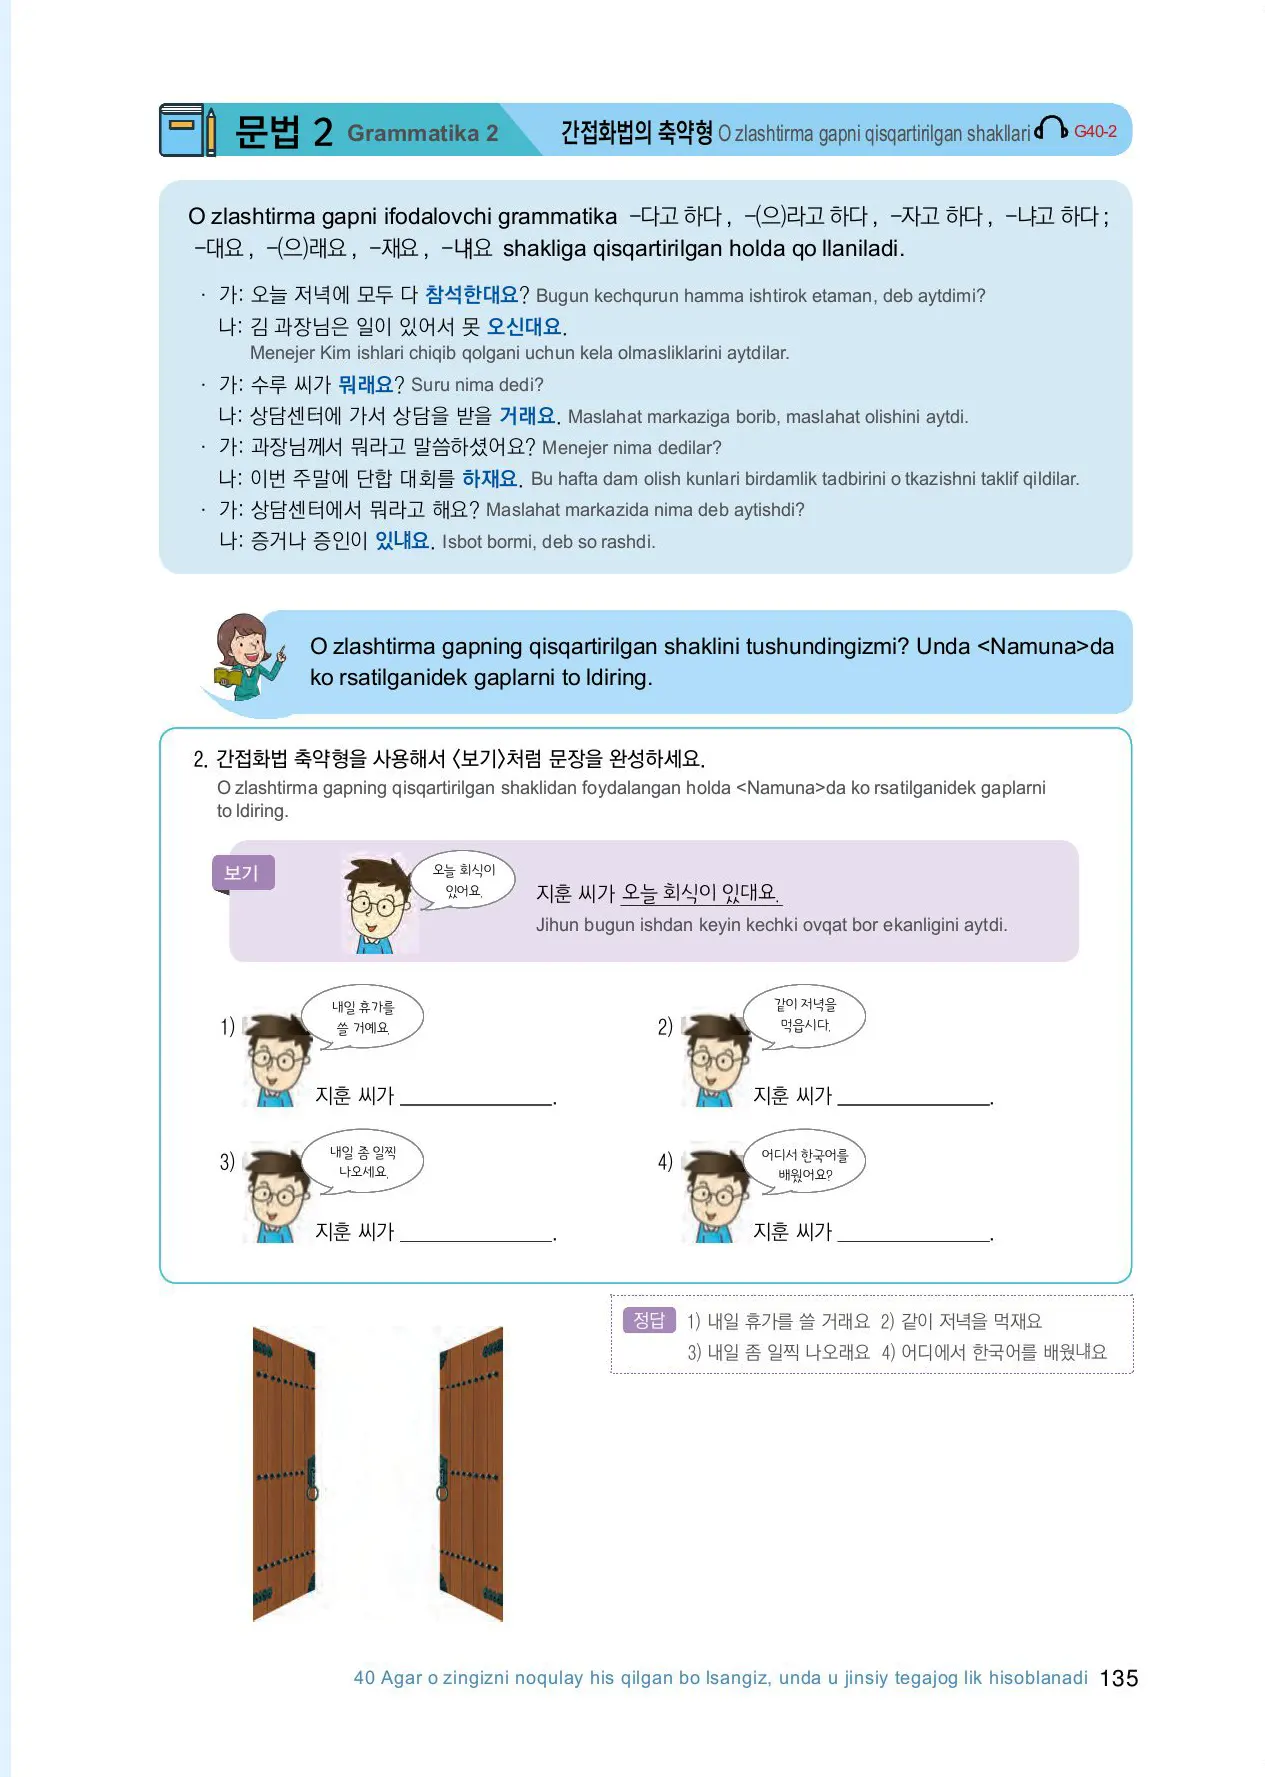 문법 2 Grammatika 2 간접화법의 축약형 O zlashtirma gapni qisqartirilgan shakllari G40-2
O zlashtirma gapni ifodalovchi grammatika -다고 하다, -(으)라고 하다, -자고 하다, -냐고 하다;
-대요, -(으)래요, -재요, -냬요 shakliga qisqartirilgan holda qo llaniladi.
· 가: 오늘 저녁에 모두 다 참석한대요? Bugun kechqurun hamma ishtirok etaman, deb aytdimi?
나: 김 과장님은 일이 있어서 못 오신대요.
Menejer Kim ishlari chiqib qolgani uchun kela olmasliklarini aytdilar.
· 가: 수루 씨가 뭐래요? Suru nima dedi?
나: 상담센터에 가서 상담을 받을 거래요. Maslahat markaziga borib, maslahat olishini aytdi.
· 가: 과장님께서 뭐라고 말씀하셨어요? Menejer nima dedilar?
나: 이번 주말에 단합 대회를 하재요. Bu hafta dam olish kunlari birdamlik tadbirini o tkazishni taklif qildilar.
· 가: 상담센터에서 뭐라고 해요? Maslahat markazida nima deb aytishdi?
나: 증거나 증인이 있냬요. Isbot bormi, deb so rashdi.
O zlashtirma gapning qisqartirilgan shaklini tushundingizmi? Unda <Namuna>da
ko rsatilganidek gaplarni to ldiring.
2. 간접화법 축약형을 사용해서 〈보기〉처럼 문장을 완성하세요.
O zlashtirma gapning qisqartirilgan shaklidan foydalangan holda <Namuna>da ko rsatilganidek gaplarni
to ldiring.
보기
오늘 회식이
있어요.
지훈 씨가 오늘 회식이 있대요.
Jihun bugun ishdan keyin kechki ovqat bor ekanligini aytdi.
1)
내일 휴가를
쓸 거예요.
지훈 씨가 ______________.
2)
같이 저녁을
먹읍시다.
지훈 씨가 ______________.
3)
내일 좀 일찍
나오세요.
지훈 씨가 ______________.
4)
어디서 한국어를
배웠어요?
지훈 씨가 ______________.
정답 1) 내일 휴가를 쓸 거래요 2) 같이 저녁을 먹재요
3) 내일 좀 일찍 나오래요 4) 어디에서 한국어를 배웠냬요
40 Agar o zingizni noqulay his qilgan bo lsangiz, unda u jinsiy tegajog lik hisoblanadi 135